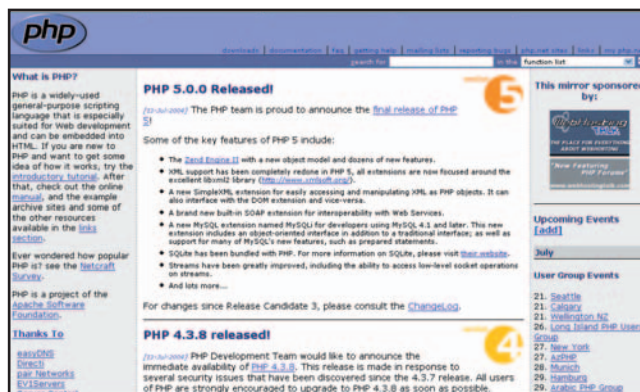 php
downloads | documentation | faq | getting help | mailing lists | reporting bugs | php.net sites | links | my php.net
search for in the function list
What is PHP?
PHP is a widely-used
general-purpose scripting
language that is especially
suited for Web development
and can be embedded into
HTML. If you are new to
PHP and want to get some
idea of how it works, try the
introductory tutorial. After
that, check out the online
manual, and the example
archive sites and some of
the other resources
available in the links
section.
Ever wondered how popular
PHP is? see the Netcraft
Survey.
PHP is a project of the
Apache Software
Foundation.
Thanks To
easyDNS
Directi
pair Networks
EV1Servers
PHP 5.0.0 Released!
[13-Jul-2004] The PHP team is proud to announce the final release of PHP
5!
Some of the key features of PHP 5 include:
• The Zend Engine II with a new object model and dozens of new features.
• XML support has been completely redone in PHP 5, all extensions are now focused around the
excellent libxml2 library (http://www.xmlsoft.org/).
• A new SimpleXML extension for easily accessing and manipulating XML as PHP objects. It can
also interface with the DOM extension and vice-versa.
• A brand new built-in SOAP extension for interoperability with Web Services.
• A new MySQL extension named MySQLi for developers using MySQL 4.1 and later. This new
extension includes an object-oriented interface in addition to a traditional interface; as well as
support for many of MySQL's new features, such as prepared statements.
• SQLite has been bundled with PHP. For more information on SQLite, please visit their website.
• Streams have been greatly improved, including the ability to access low-level socket operations
on streams.
• And lots more...
For changes since Release Candidate 3, please consult the ChangeLog.
5
PHP 4.3.8 released!
[13-Jul-2004] PHP Development Team would like to announce the
immediate availability of PHP 4.3.8. This release is made in response to
several security issues that have been discovered since the 4.3.7 release. All users
of PHP are strongly encouraged to upgrade to PHP 4.3.8 as soon as possible.
4
This mirror sponsored
by:
THE PLACE FOR EVERYTHING
ABOUT WEBHOSTING
"Now Featuring
PHP Forums"
Upcoming Events
[add]
July
User Group Events
21. Seattle
21. Calgary
21. Wellington NZ
26. Long Island PHP Users
Group
27. New York
27. AzPHP
28. Munich
28. Hamburg
29. Arabic PHP Group